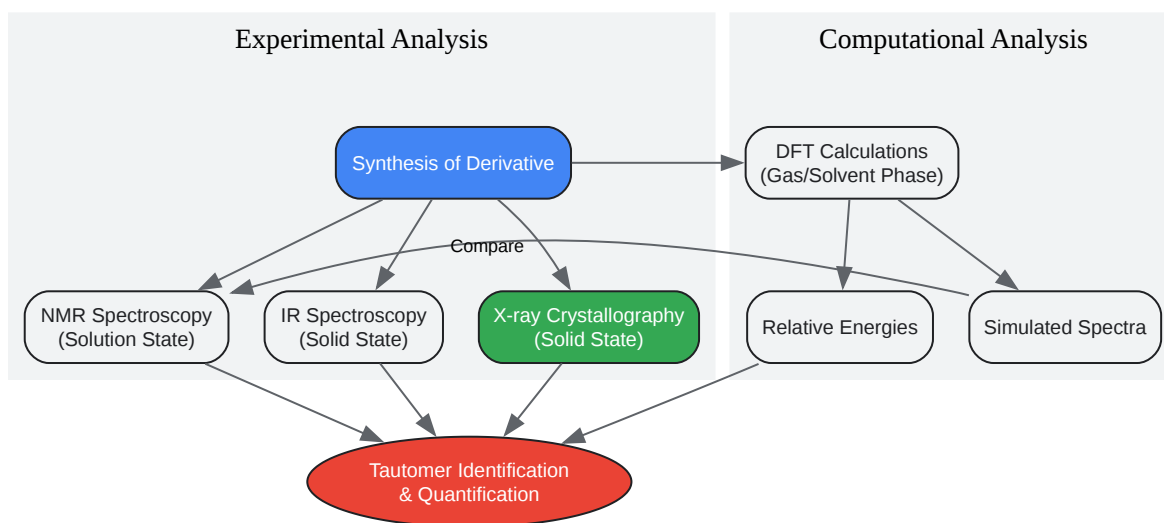 Experimental Analysis
Computational Analysis
Synthesis of Derivative
DFT Calculations
(Gas/Solvent Phase)
Compare
NMR Spectroscopy
(Solution State)
IR Spectroscopy
(Solid State)
X-ray Crystallography
(Solid State)
Relative Energies
Simulated Spectra
Tautomer Identification
& Quantification